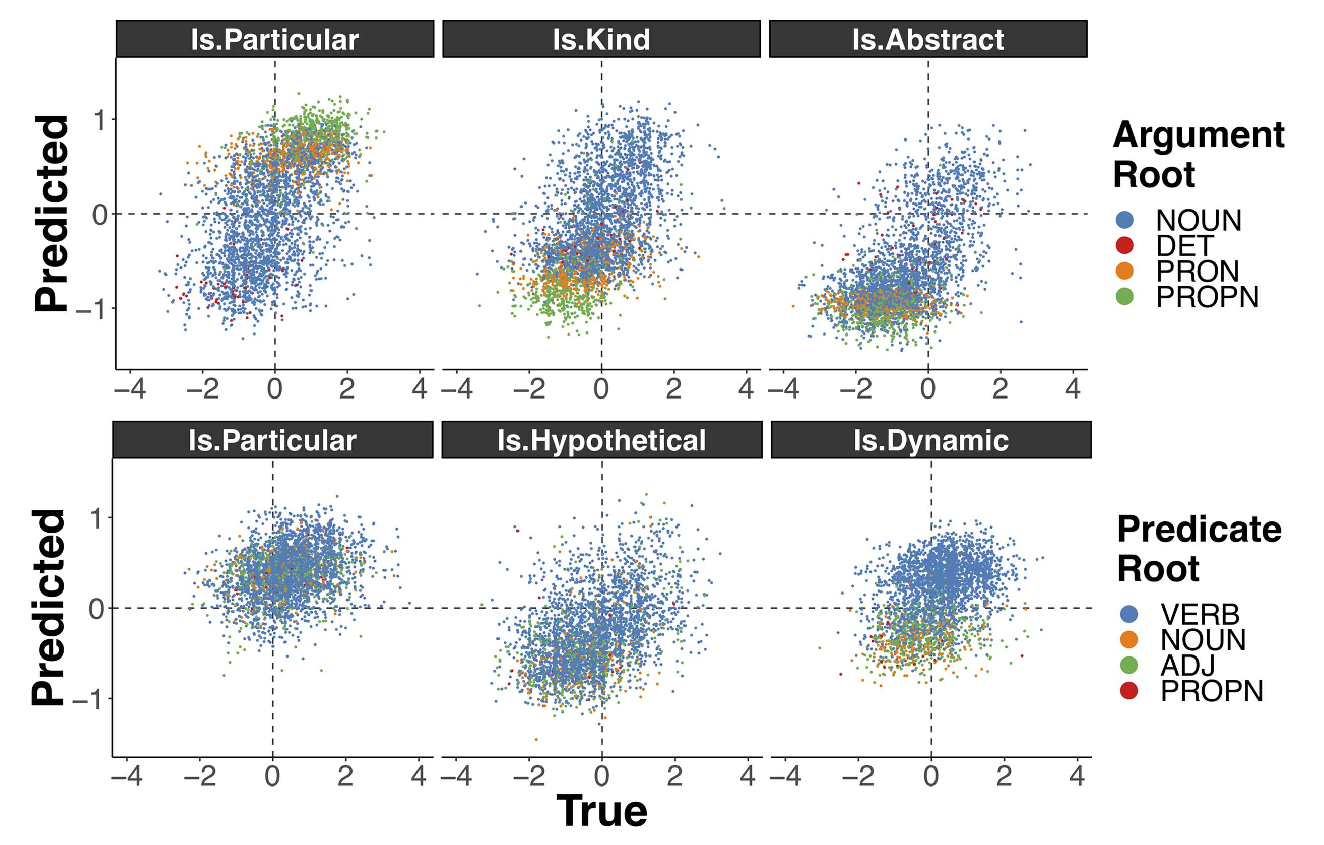 Is.Particular Is.Kind Is.Abstract
Predicted
1
0
−1
−4 −2 0 2 4 −4 −2 0 2 4 −4 −2 0 2 4
Argument
Root
NOUN
DET
PRON
PROPN
Is.Particular Is.Hypothetical Is.Dynamic
Predicted
1
0
−1
−4 −2 0 2 4 −4 −2 0 2 4 −4 −2 0 2 4
True
Predicate
Root
VERB
NOUN
ADJ
PROPN